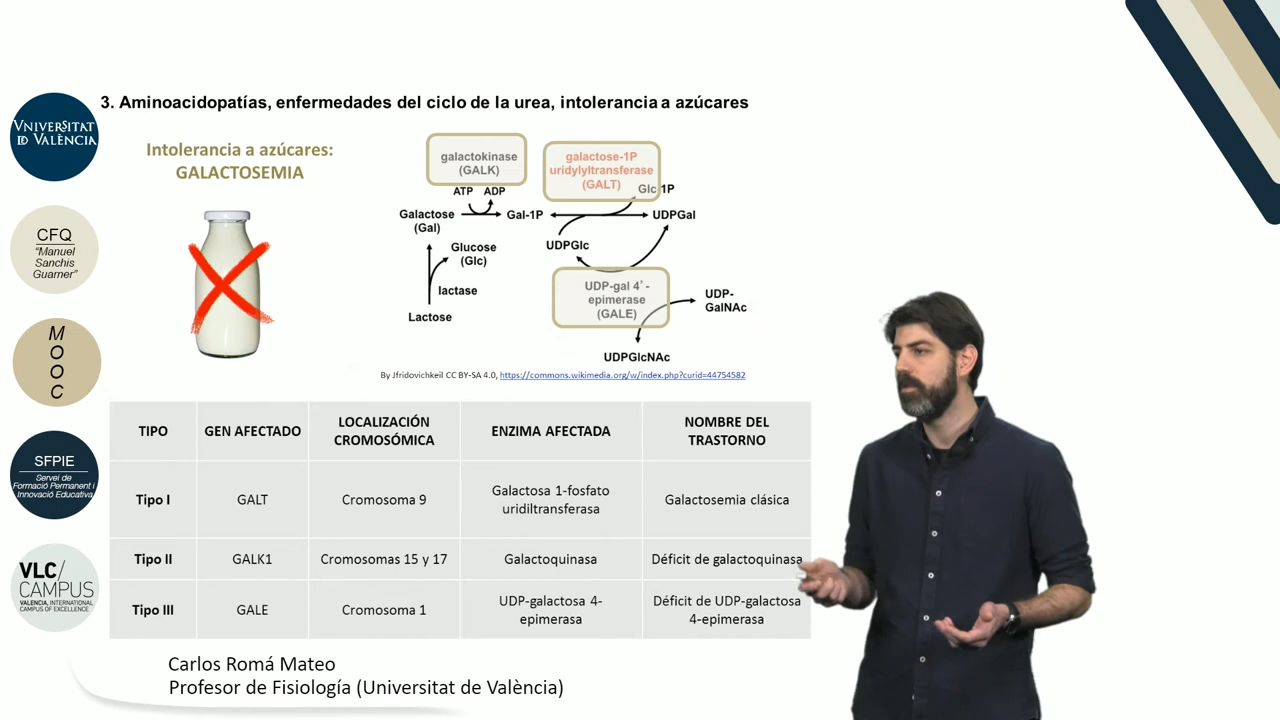 3. Aminoacidopatías, enfermedades del ciclo de la urea, intolerancia a azúcares
VNIVERSITAT
ID VALÈNCIA
CFQ
"Manuel
Sanchis
Guarner"
M
O
O
C
SFPIE
Servei de
Formació Permanent i
Innovació Educativa
VLC/
CAMPUS
VALENCIA, INTERNATIONAL
CAMPUS OF EXCELLENCE
Intolerancia a azúcares:
GALACTOSEMIA
galactokinase
(GALK)
galactose-1P
uridylyltransferase
(GALT)
ATP ADP
Glc 1P
Galactose
(Gal)
Gal-1P
UDPGal
Glucose
(Glc)
UDPGlc
lactase
Lactose
UDP-gal 4’-
epimerase
(GALE)
UDP-
GalNAc
UDPGlcNAc
By Jfridovichkeil CC BY-SA 4.0, https://commons.wikimedia.org/w/index.php?curid=44754582
TIPO
GEN AFECTADO
LOCALIZACIÓN
CROMOSÓMICA
ENZIMA AFECTADA
NOMBRE DEL
TRASTORNO
Tipo I
GALT
Cromosoma 9
Galactosa 1-fosfato
uridiltransferasa
Galactosemia clásica
Tipo II
GALK1
Cromosomas 15 y 17
Galactoquinasa
Déficit de galactoquinasa
Tipo III
GALE
Cromosoma 1
UDP-galactosa 4-
epimerasa
Déficit de UDP-galactosa
4-epimerasa
Carlos Romá Mateo
Profesor de Fisiología (Universitat de València)